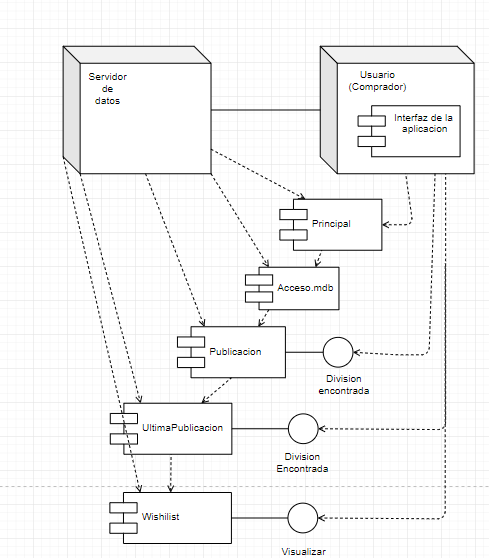 Servidor
de
datos
Usuario
(Comprador)
Interfaz de la
aplicacion
Principal
Acceso.mdb
Publicacion
Division
encontrada
UltimaPublicacion
Division
Encontrada
Wishilist
Visualizar